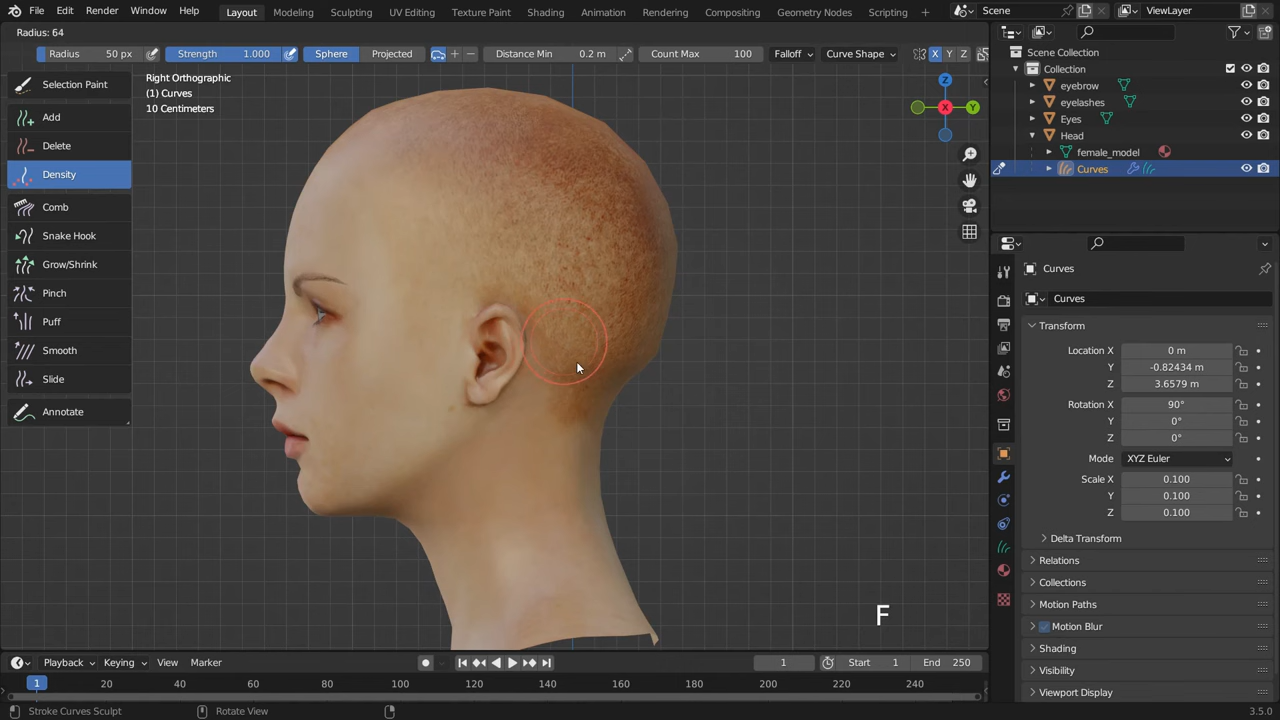 File Edit Render Window Help Layout Modeling Sculpting UV Editing Texture Paint Shading Animation Rendering Compositing Geometry Nodes Scripting + Scene ViewLayer
Radius: 64
Radius 50 px Strength 1.000 Sphere Projected + − Distance Min 0.2 m Count Max 100 Falloff Curve Shape X Y Z
Selection Paint
Add
Delete
Density
Comb
Snake Hook
Grow/Shrink
Pinch
Puff
Smooth
Slide
Annotate
Right Orthographic
(1) Curves
10 Centimeters
Z
X
Y
F
Scene Collection
Collection
eyebrow
eyelashes
Eyes
Head
female_model
Curves
Curves
Curves
Transform
Location X 0 m
Y -0.82434 m
Z 3.6579 m
Rotation X 90°
Y 0°
Z 0°
Mode XYZ Euler
Scale X 0.100
Y 0.100
Z 0.100
Delta Transform
Relations
Collections
Motion Paths
Motion Blur
Shading
Visibility
Viewport Display
Playback Keying View Marker 1 Start 1 End 250
1 20 40 60 80 100 120 140 160 180 200 220 240
Stroke Curves Sculpt Rotate View 3.5.0